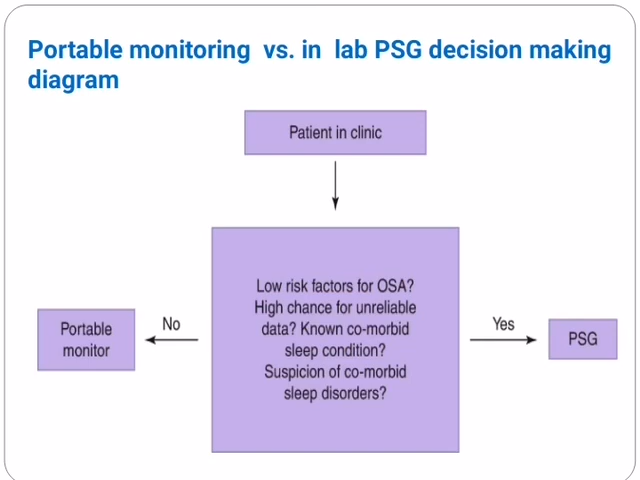 Portable monitoring vs. in lab PSG decision making
diagram
Patient in clinic
Low risk factors for OSA?
High chance for unreliable
data? Known co-morbid
sleep condition?
Suspicion of co-morbid
sleep disorders?
No
Portable
monitor
Yes
PSG